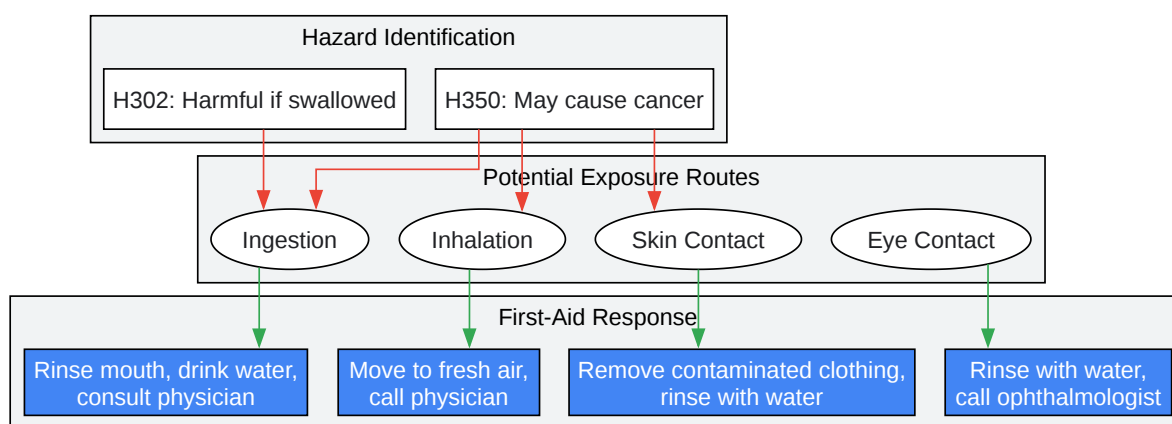 Hazard Identification
H302: Harmful if swallowed
H350: May cause cancer
Potential Exposure Routes
Ingestion
Inhalation
Skin Contact
Eye Contact
First-Aid Response
Rinse mouth, drink water,
consult physician
Move to fresh air,
call physician
Remove contaminated clothing,
rinse with water
Rinse with water,
call ophthalmologist